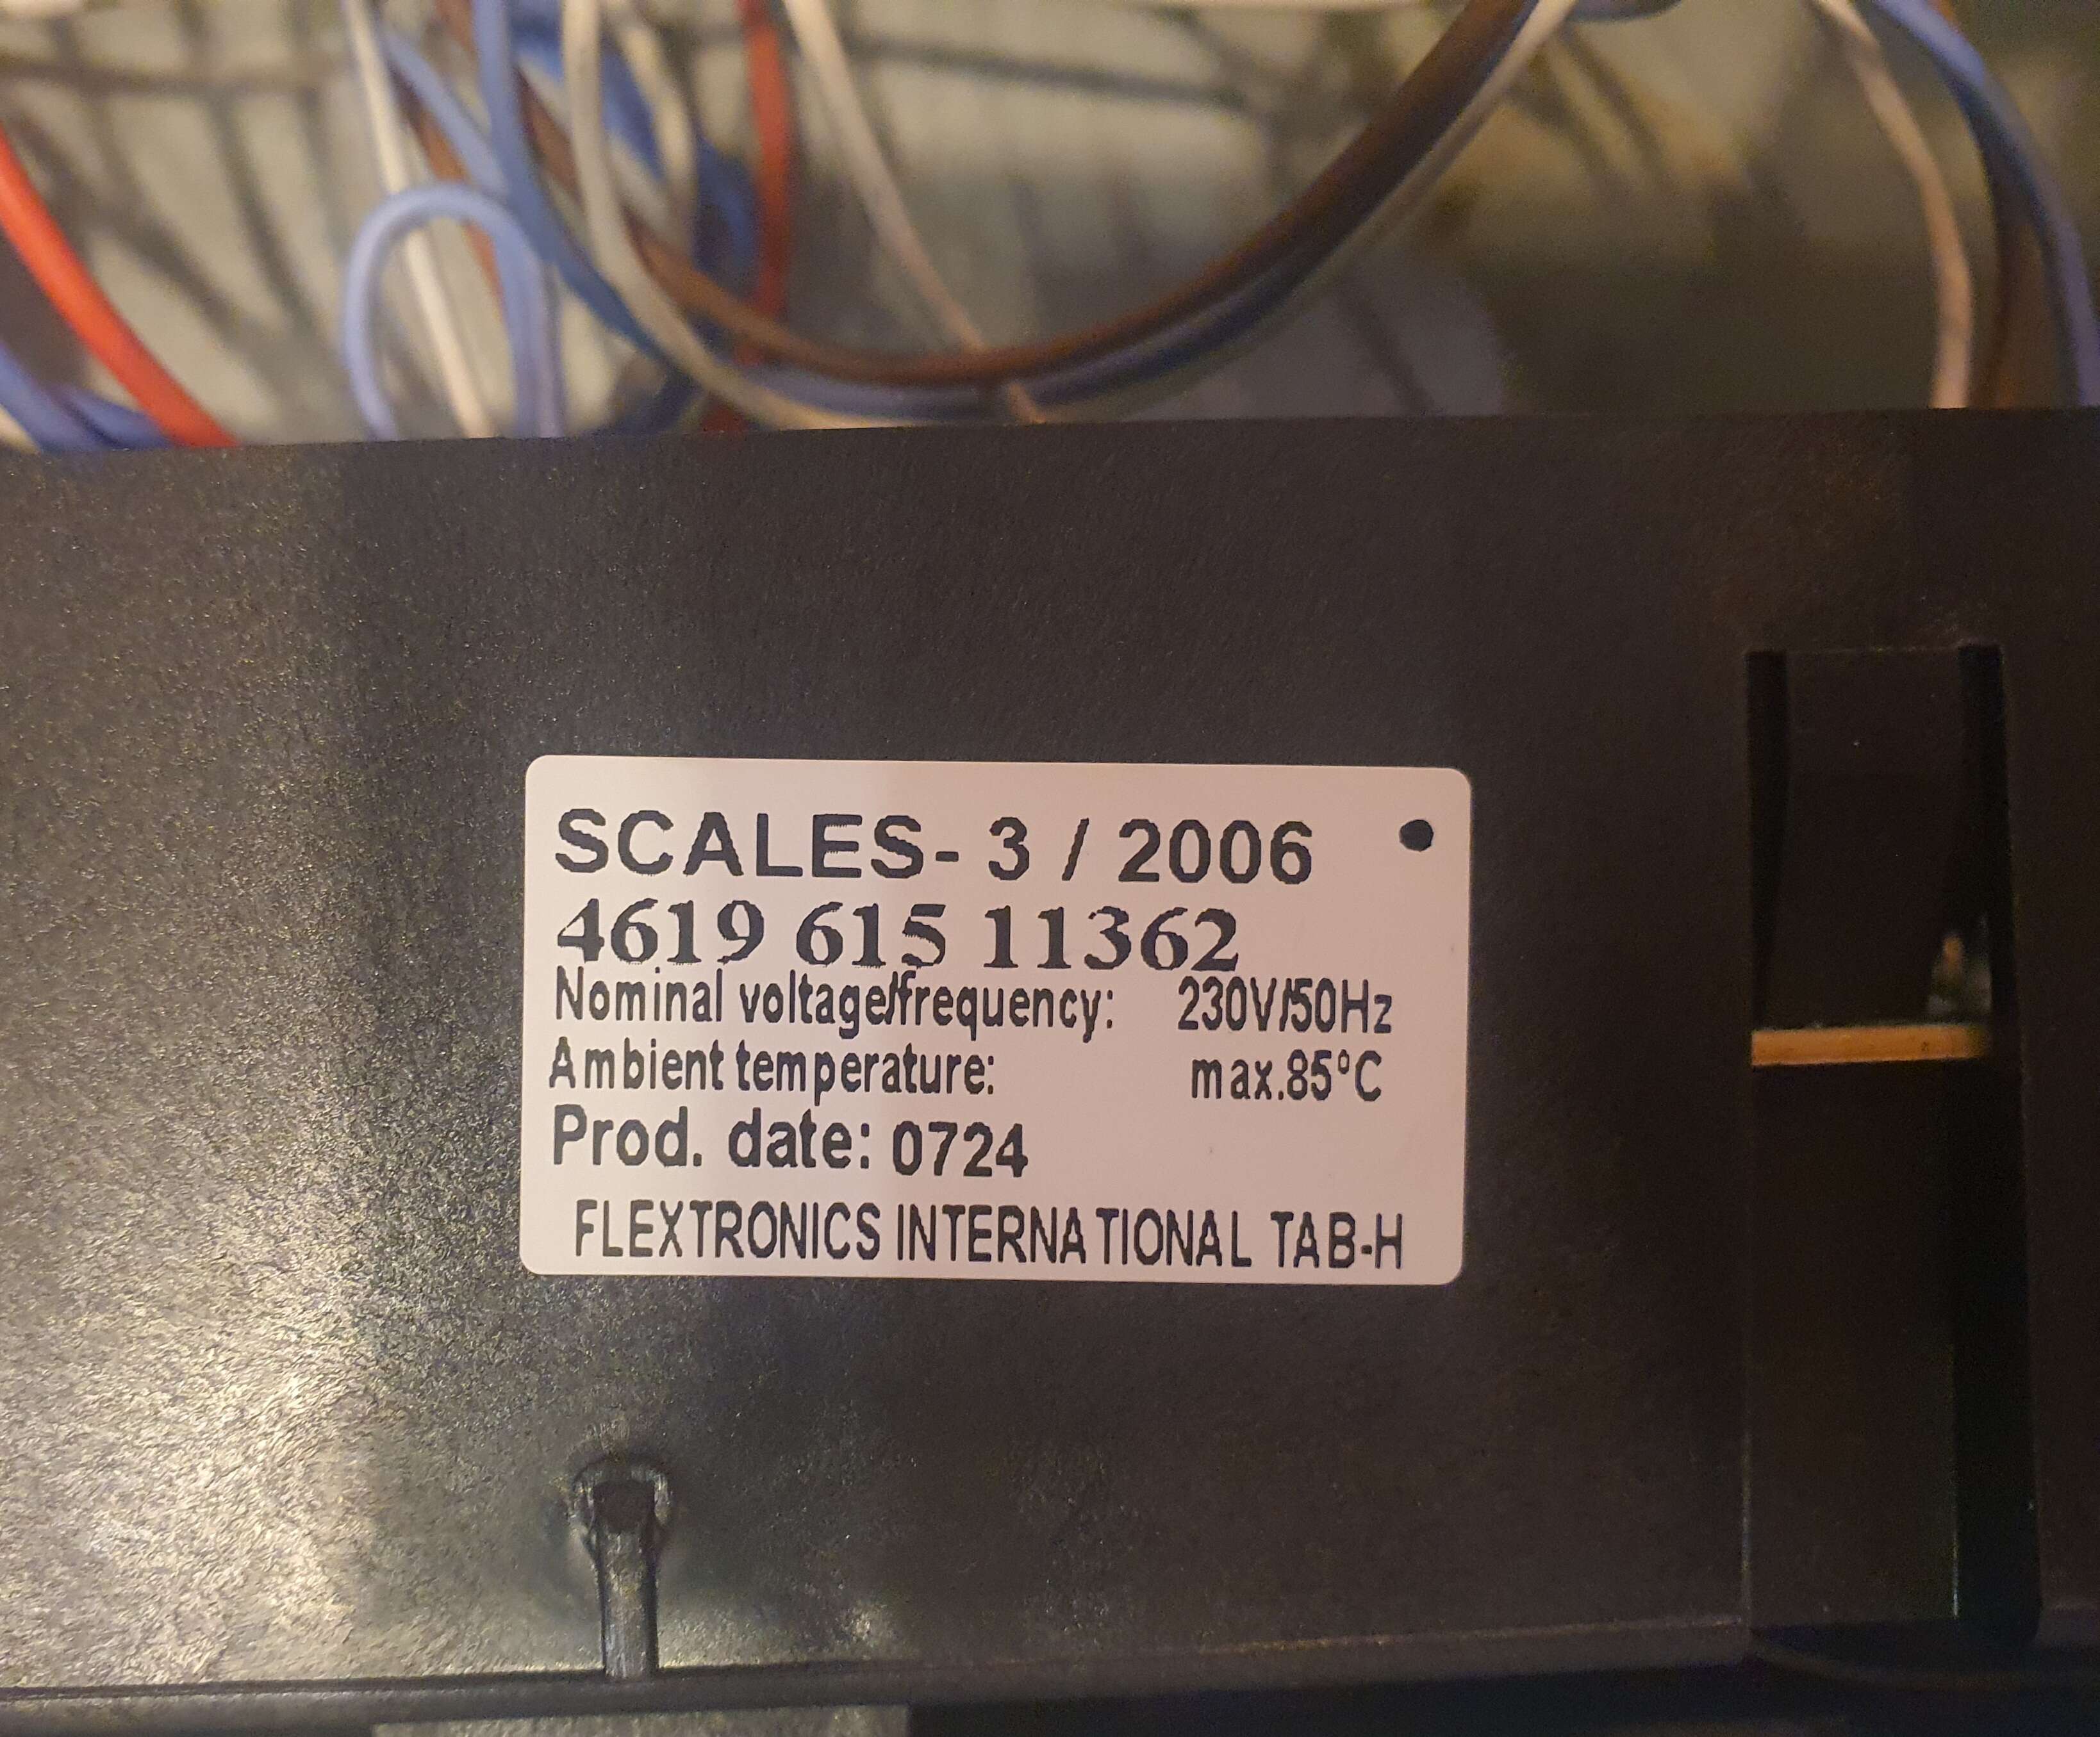 SCALES- 3 / 2006
4619 615 11362
Nominal voltage/frequency: 230V/50Hz
Ambient temperature: max.85°C
Prod. date: 0724
FLEXTRONICS INTERNATIONAL TAB-H